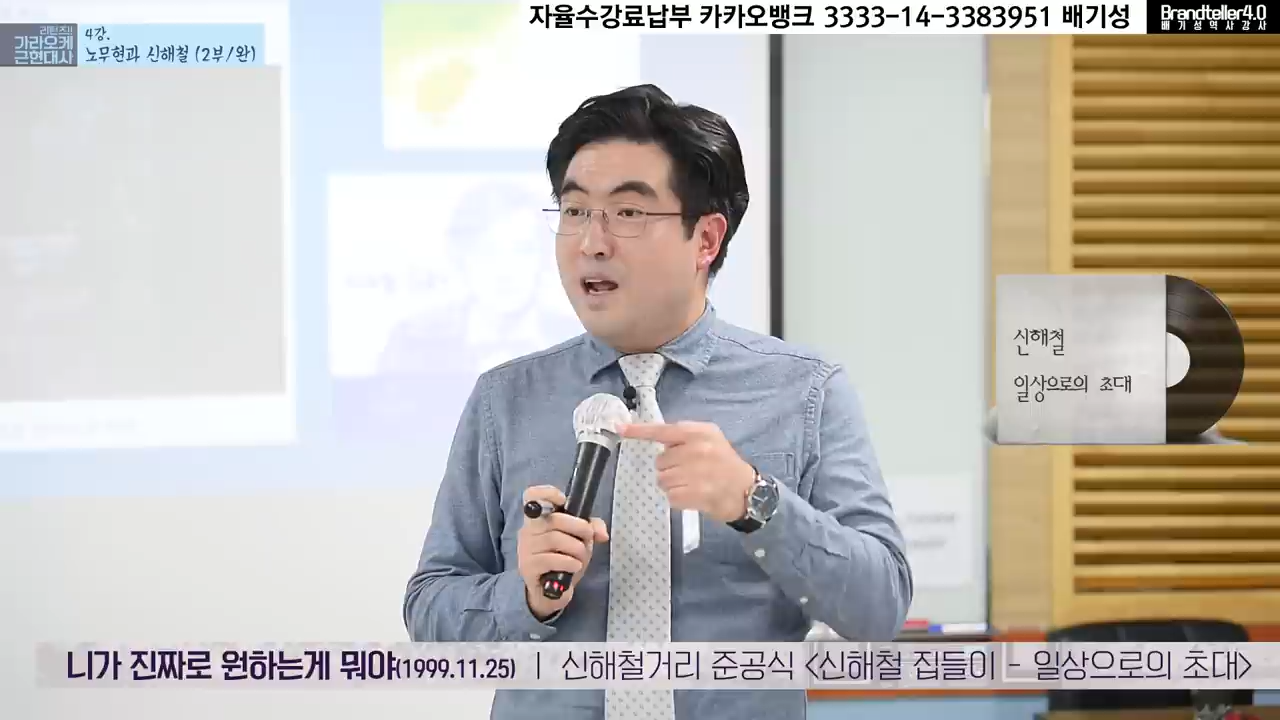 자율수강료납부 카카오뱅크 3333-14-3383951 배기성
Brandteller4.0
배기성역사강사
리턴즈!!
가라오케
근현대사
4강.
노무현과 신해철 (2부/완)
신해철
일상으로의 초대
니가 진짜로 원하는게 뭐야(1999.11.25) | 신해철거리 준공식 <신해철 집들이 - 일상으로의 초대>